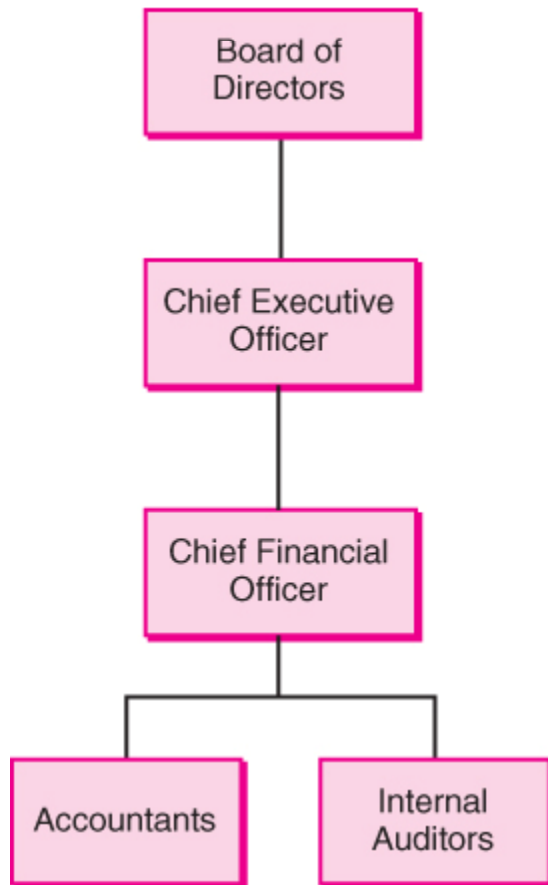 Board of
Directors
Chief Executive
Officer
Chief Financial
Officer
Accountants
Internal
Auditors